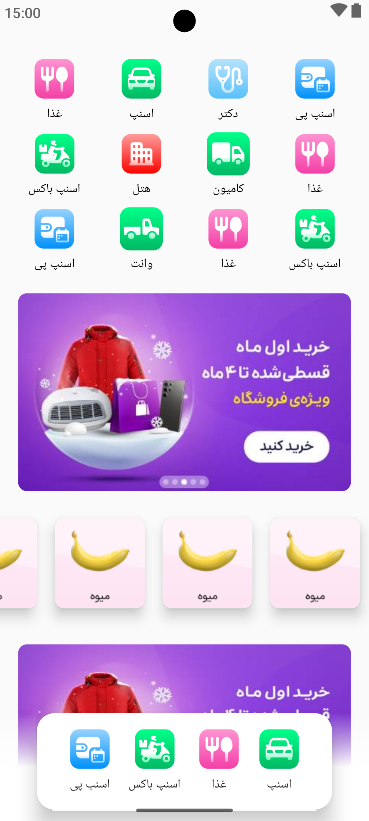 15:00
اسنپ پی
دکتر
اسنپ
غذا
غذا
کامیون
هتل
اسنپ باکس
اسنپ باکس
غذا
وانت
اسنپ پی
خرید اول ماه
قسطی‌شده تا ۴ ماه
ویژه‌ی فروشگاه
خرید کنید
میوه
میوه
میوه
خرید اول ماه
اسنپ
غذا
اسنپ باکس
اسنپ پی